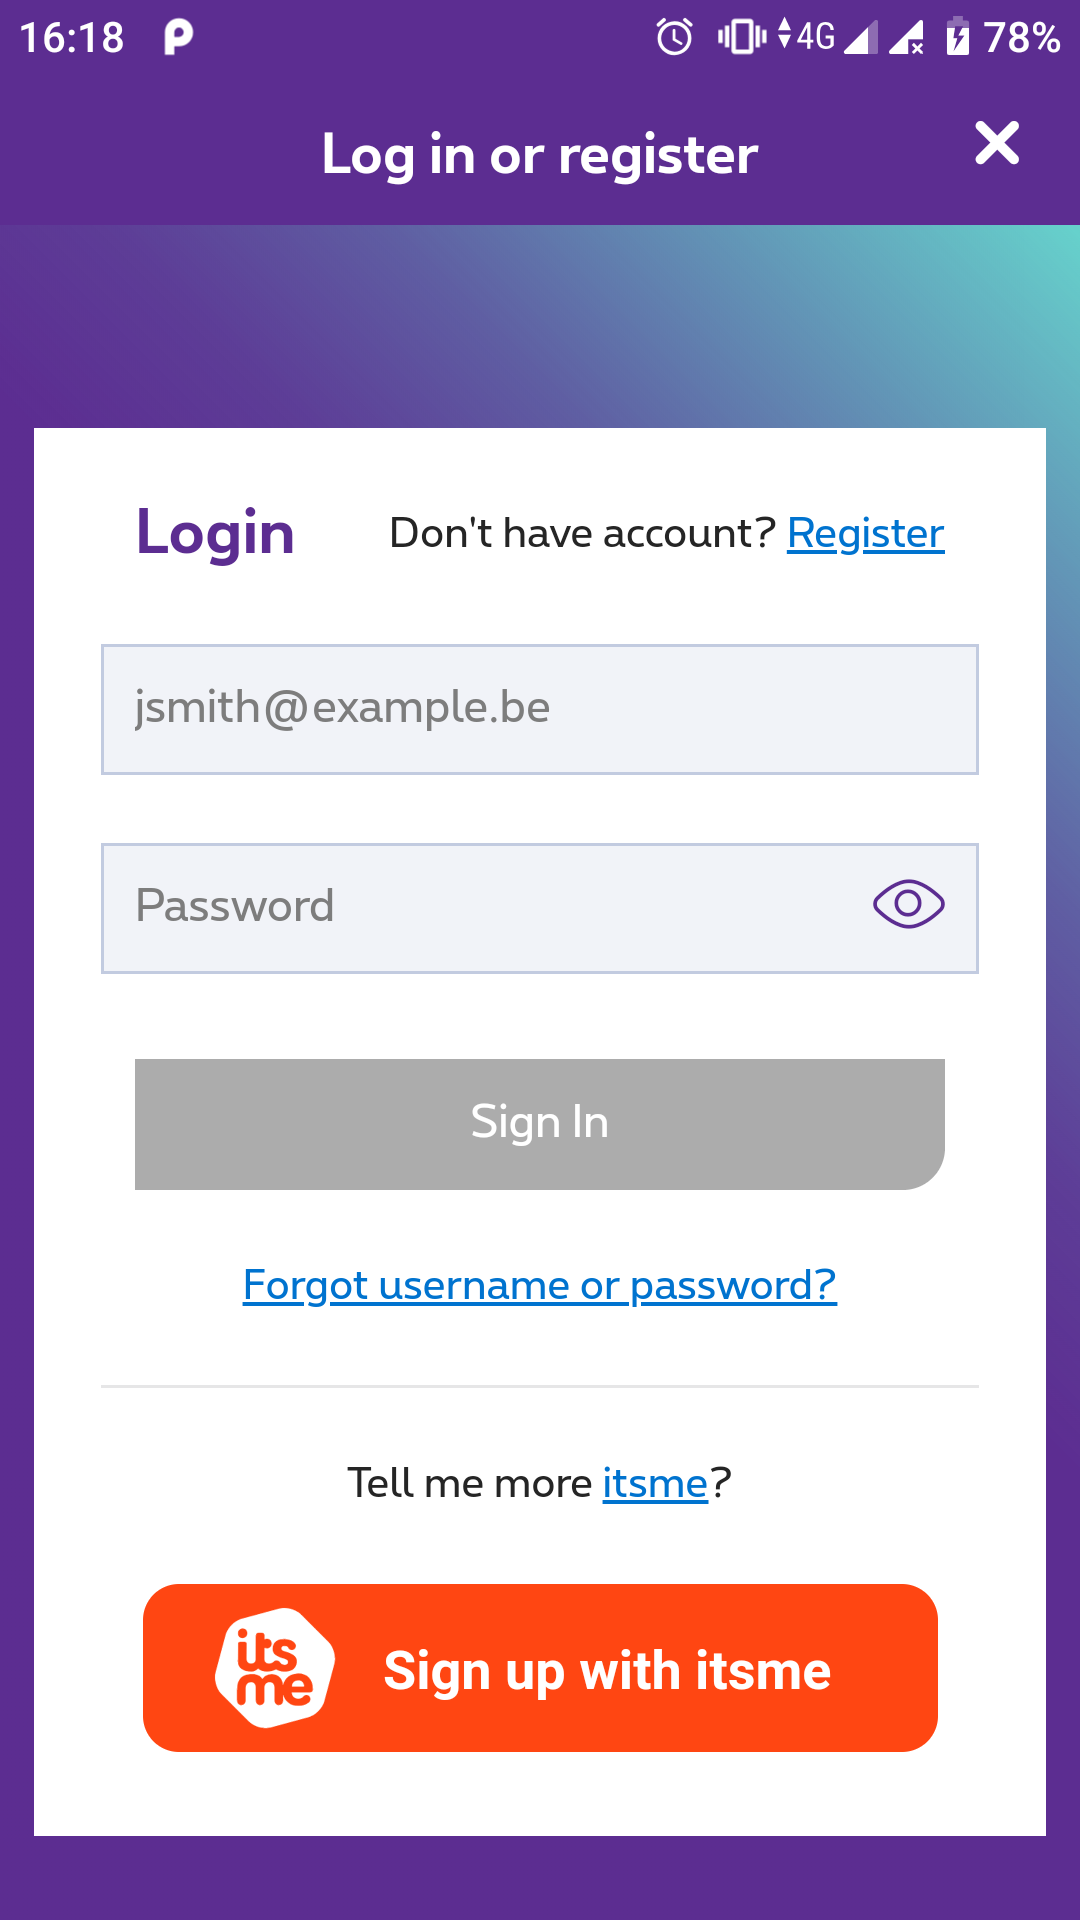 16:18 4G 78%
Log in or register
Login Don't have account? Register
jsmith@example.be
Password
Sign In
Forgot username or password?
Tell me more itsme?
its
me
Sign up with itsme